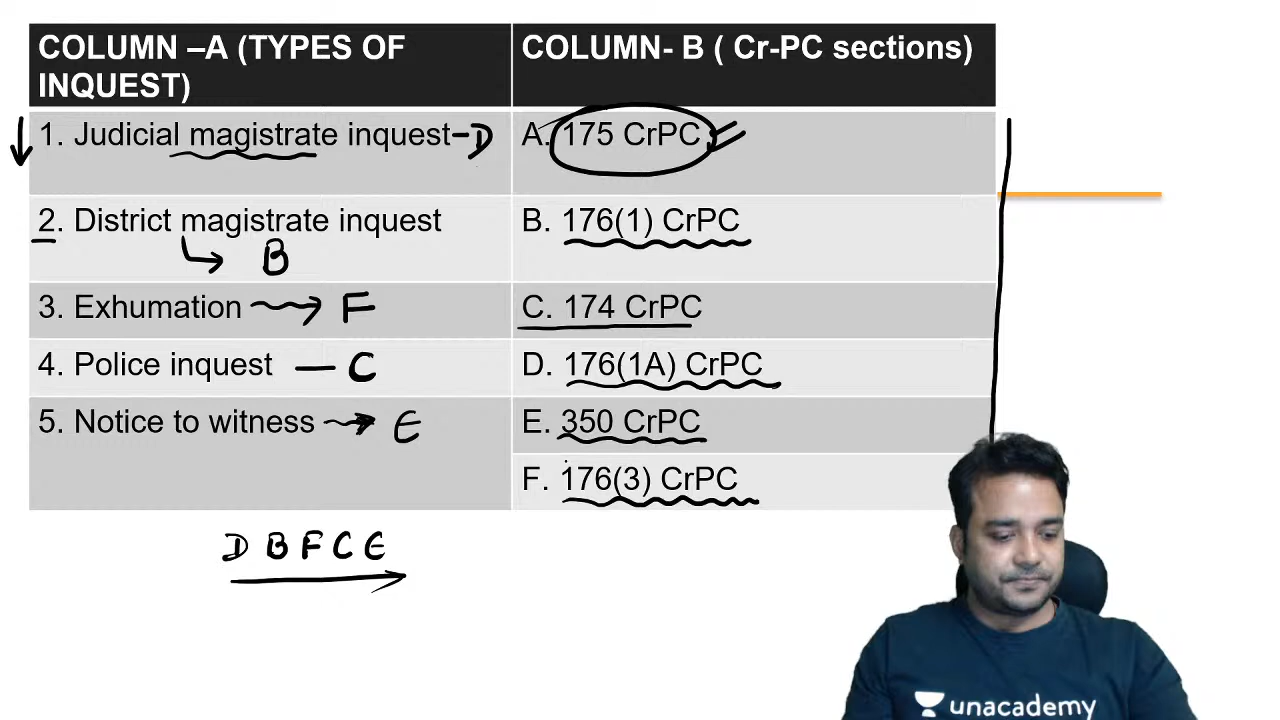 COLUMN –A (TYPES OF
INQUEST)
COLUMN- B ( Cr-PC sections)
1. Judicial magistrate inquest - D
A. 175 CrPC
2. District magistrate inquest
B
B. 176(1) CrPC
3. Exhumation F
C. 174 CrPC
4. Police inquest - C
D. 176(1A) CrPC
5. Notice to witness E
E. 350 CrPC
F. 176(3) CrPC
D B F C E
unacademy